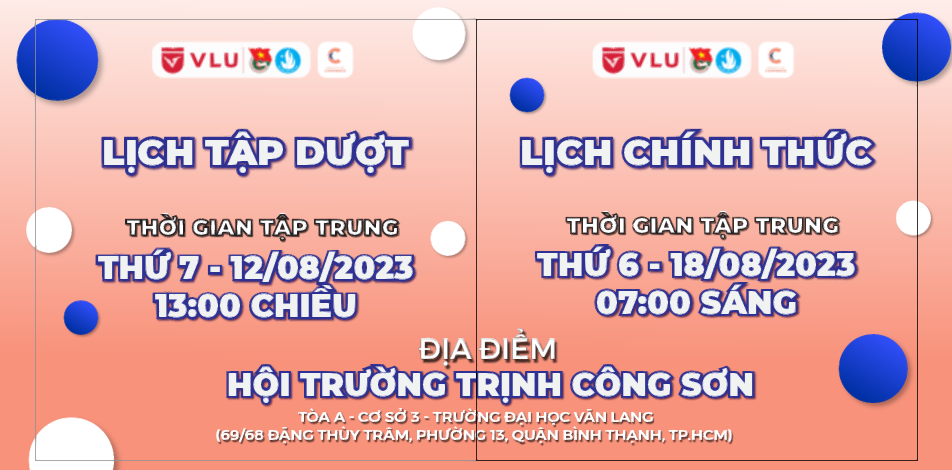 VLU C
LỊCH TẬP DƯỢT
THỜI GIAN TẬP TRUNG
THỨ 7 - 12/08/2023
13:00 CHIỀU
VLU C
LỊCH CHÍNH THỨC
THỜI GIAN TẬP TRUNG
THỨ 6 - 18/08/2023
07:00 SÁNG
ĐỊA ĐIỂM
HỘI TRƯỜNG TRỊNH CÔNG SƠN
TÒA A - CƠ SỞ 3 - TRƯỜNG ĐẠI HỌC VĂN LANG
(69/68 ĐẶNG THÙY TRÂM, PHƯỜNG 13, QUẬN BÌNH THẠNH, TP.HCM)